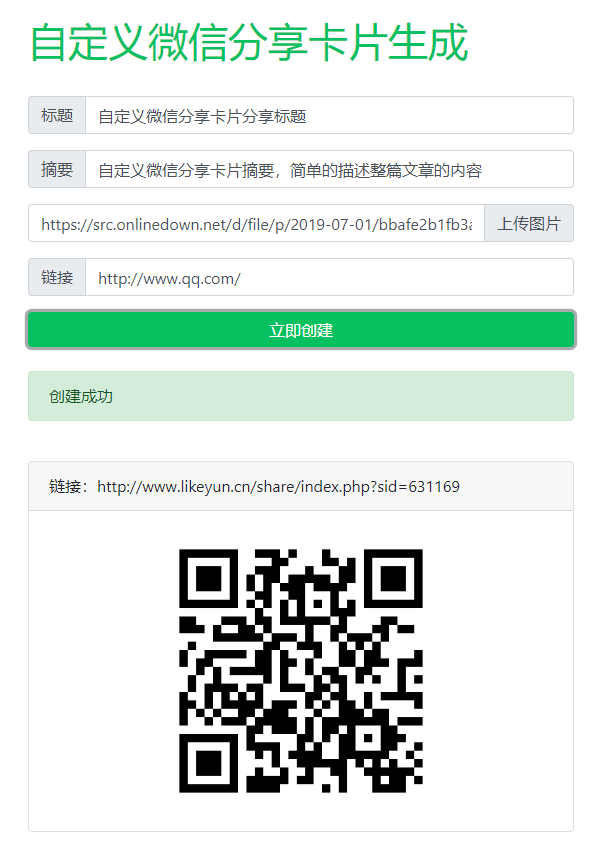 自定义微信分享卡片生成
标题 自定义微信分享卡片分享标题
摘要 自定义微信分享卡片摘要，简单的描述整篇文章的内容
https://src.onlinedown.net/d/file/p/2019-07-01/bbafe2b1fb3a 上传图片
链接 http://www.qq.com/
立即创建
创建成功
链接：http://www.likeyun.cn/share/index.php?sid=631169